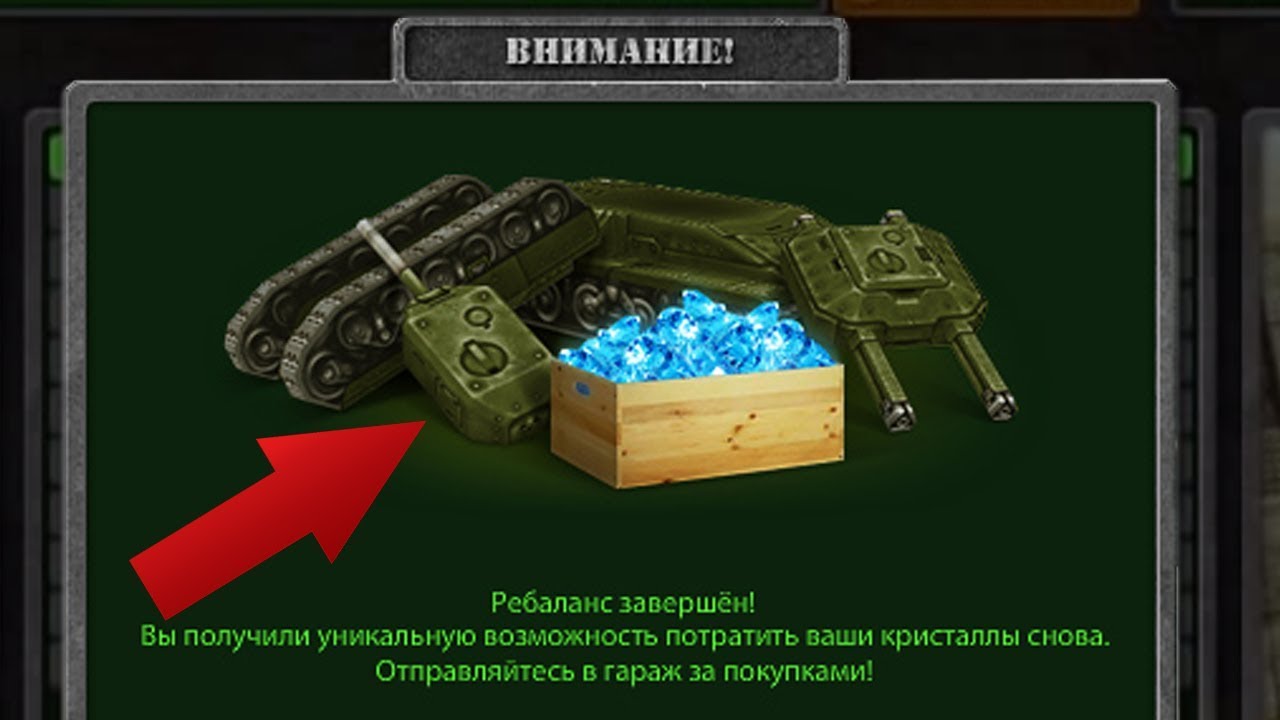 ВНИМАНИЕ!
Ребаланс завершён!
Вы получили уникальную возможность потратить ваши кристаллы снова.
Отправляйтесь в гараж за покупками!